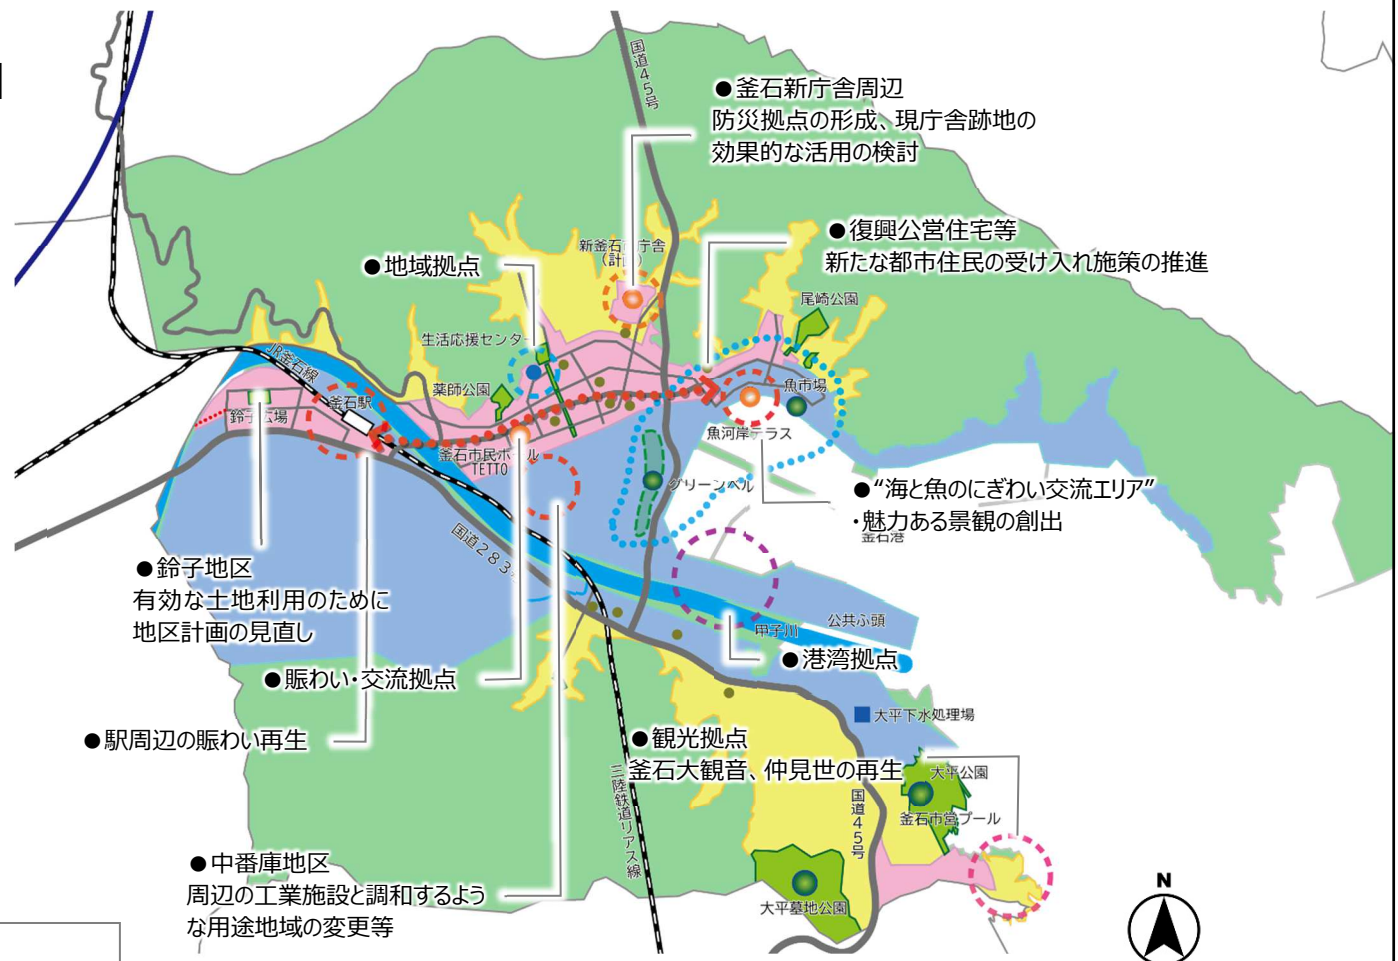 国道45号
●釜石新庁舎周辺
防災拠点の形成、現庁舎跡地の
効果的な活用の検討
●復興公営住宅等
新たな都市住民の受け入れ施策の推進
新釜石
庁舎
(計
●地域拠点
尾崎公園
生活応援センタ
JR釜石線
薬師公園
釜石駅
魚市場
鈴子広場
魚河岸テラス
釜石市民ホール
TETTO
グリーンベル
●“海と魚のにぎわい交流エリア”
・魅力ある景観の創出
釜石港
国道283
●鈴子地区
有効な土地利用のために
地区計画の見直し
公共ふ頭
甲子川
●港湾拠点
●賑わい・交流拠点
大平下水処理場
●駅周辺の賑わい再生
●観光拠点
釜石大観音、仲見世の再生
大平公園
三陸鉄道リアス線
国道45号
釜石市営プール
●中番庫地区
周辺の工業施設と調和するよう
な用途地域の変更等
大平墓地公園
N